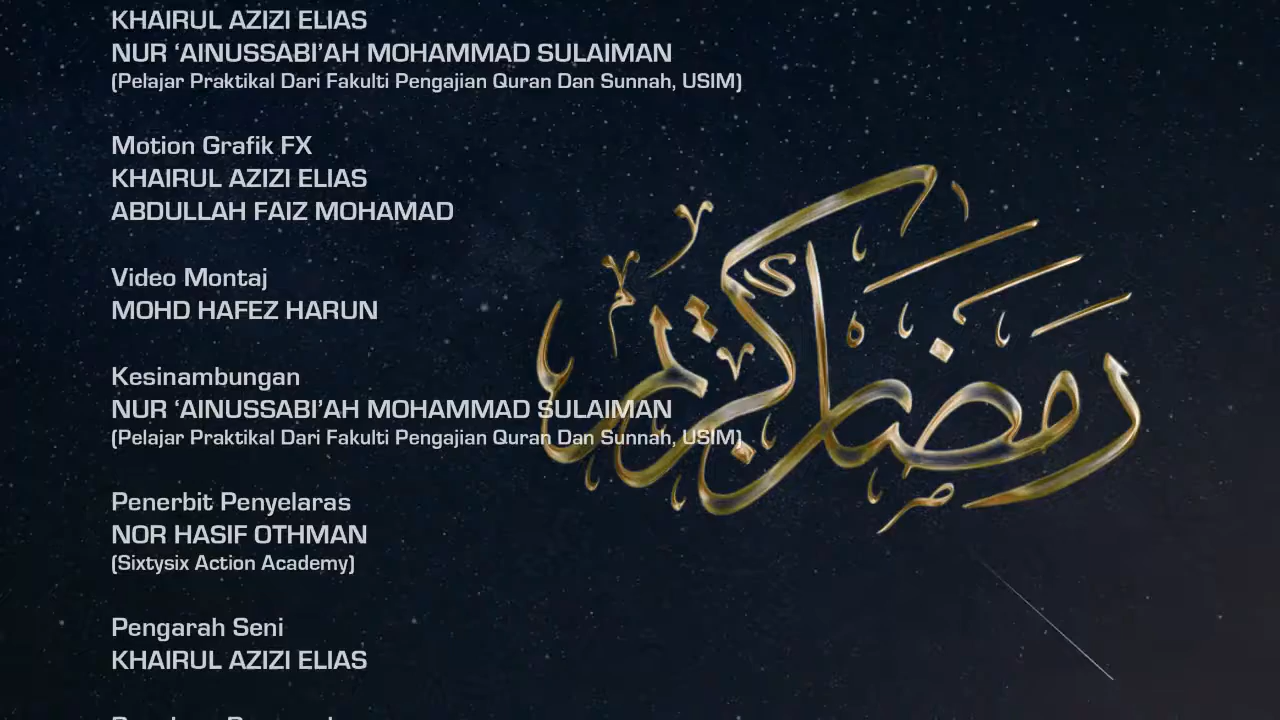 KHAIRUL AZIZI ELIAS
NUR ‘AINUSSABI’AH MOHAMMAD SULAIMAN
(Pelajar Praktikal Dari Fakulti Pengajian Quran Dan Sunnah, USIM)
Motion Grafik FX
KHAIRUL AZIZI ELIAS
ABDULLAH FAIZ MOHAMAD
Video Montaj
MOHD HAFEZ HARUN
Kesinambungan
NUR ‘AINUSSABI’AH MOHAMMAD SULAIMAN
(Pelajar Praktikal Dari Fakulti Pengajian Quran Dan Sunnah, USIM)
Penerbit Penyelaras
NOR HASIF OTHMAN
(Sixtysix Action Academy)
Pengarah Seni
KHAIRUL AZIZI ELIAS
رمضان كريم